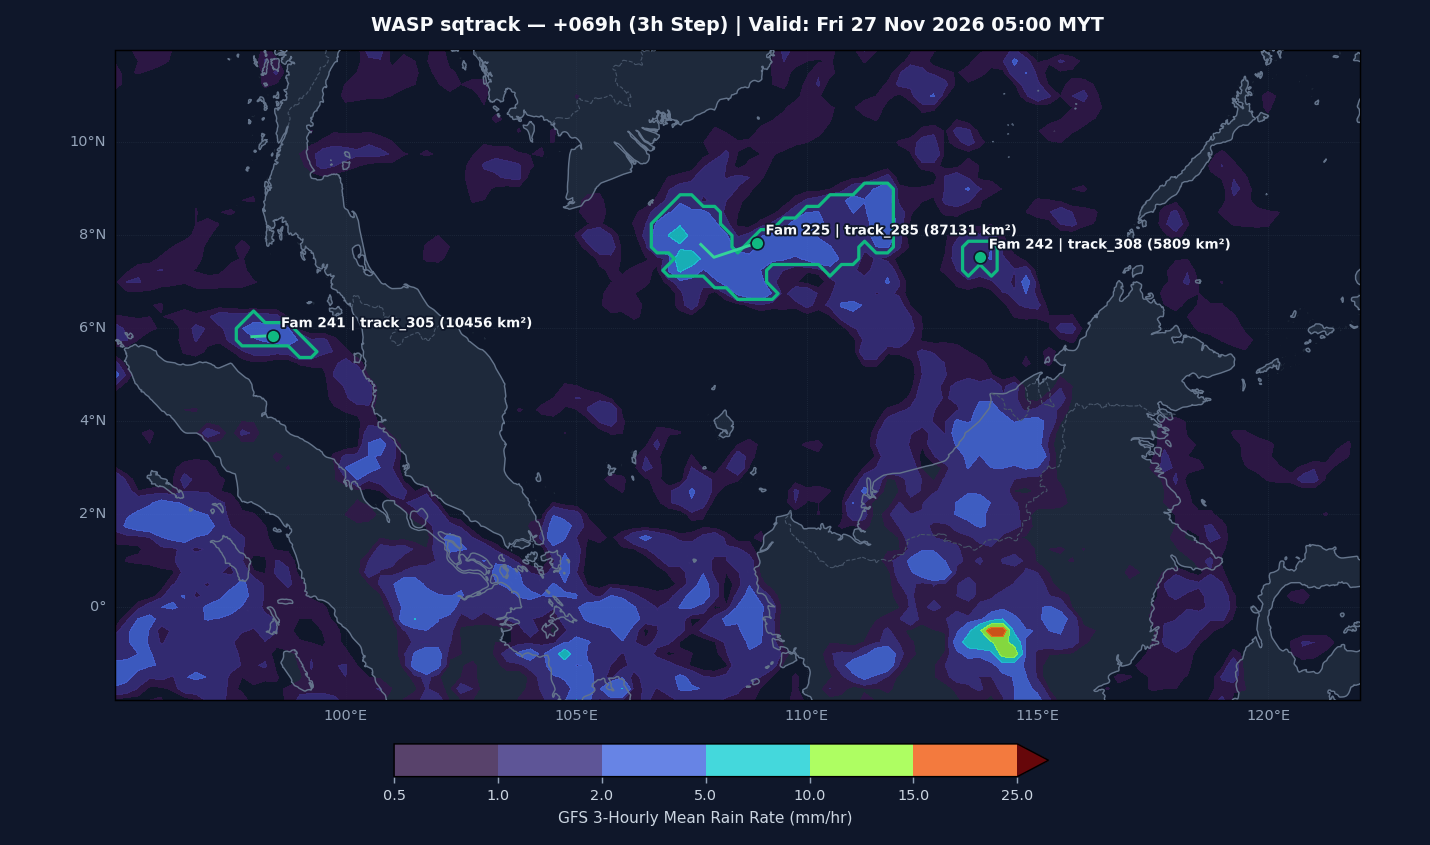 WASP sqtrack — +069h (3h Step) | Valid: Fri 27 Nov 2026 05:00 MYT
10°N
8°N
6°N
4°N
2°N
0°
Fam 225 | track_285 (87131 km²)
Fam 242 | track_308 (5809 km²)
Fam 241 | track_305 (10456 km²)
100°E
105°E
110°E
115°E
120°E
0.5
1.0
2.0
5.0
10.0
15.0
25.0
GFS 3-Hourly Mean Rain Rate (mm/hr)